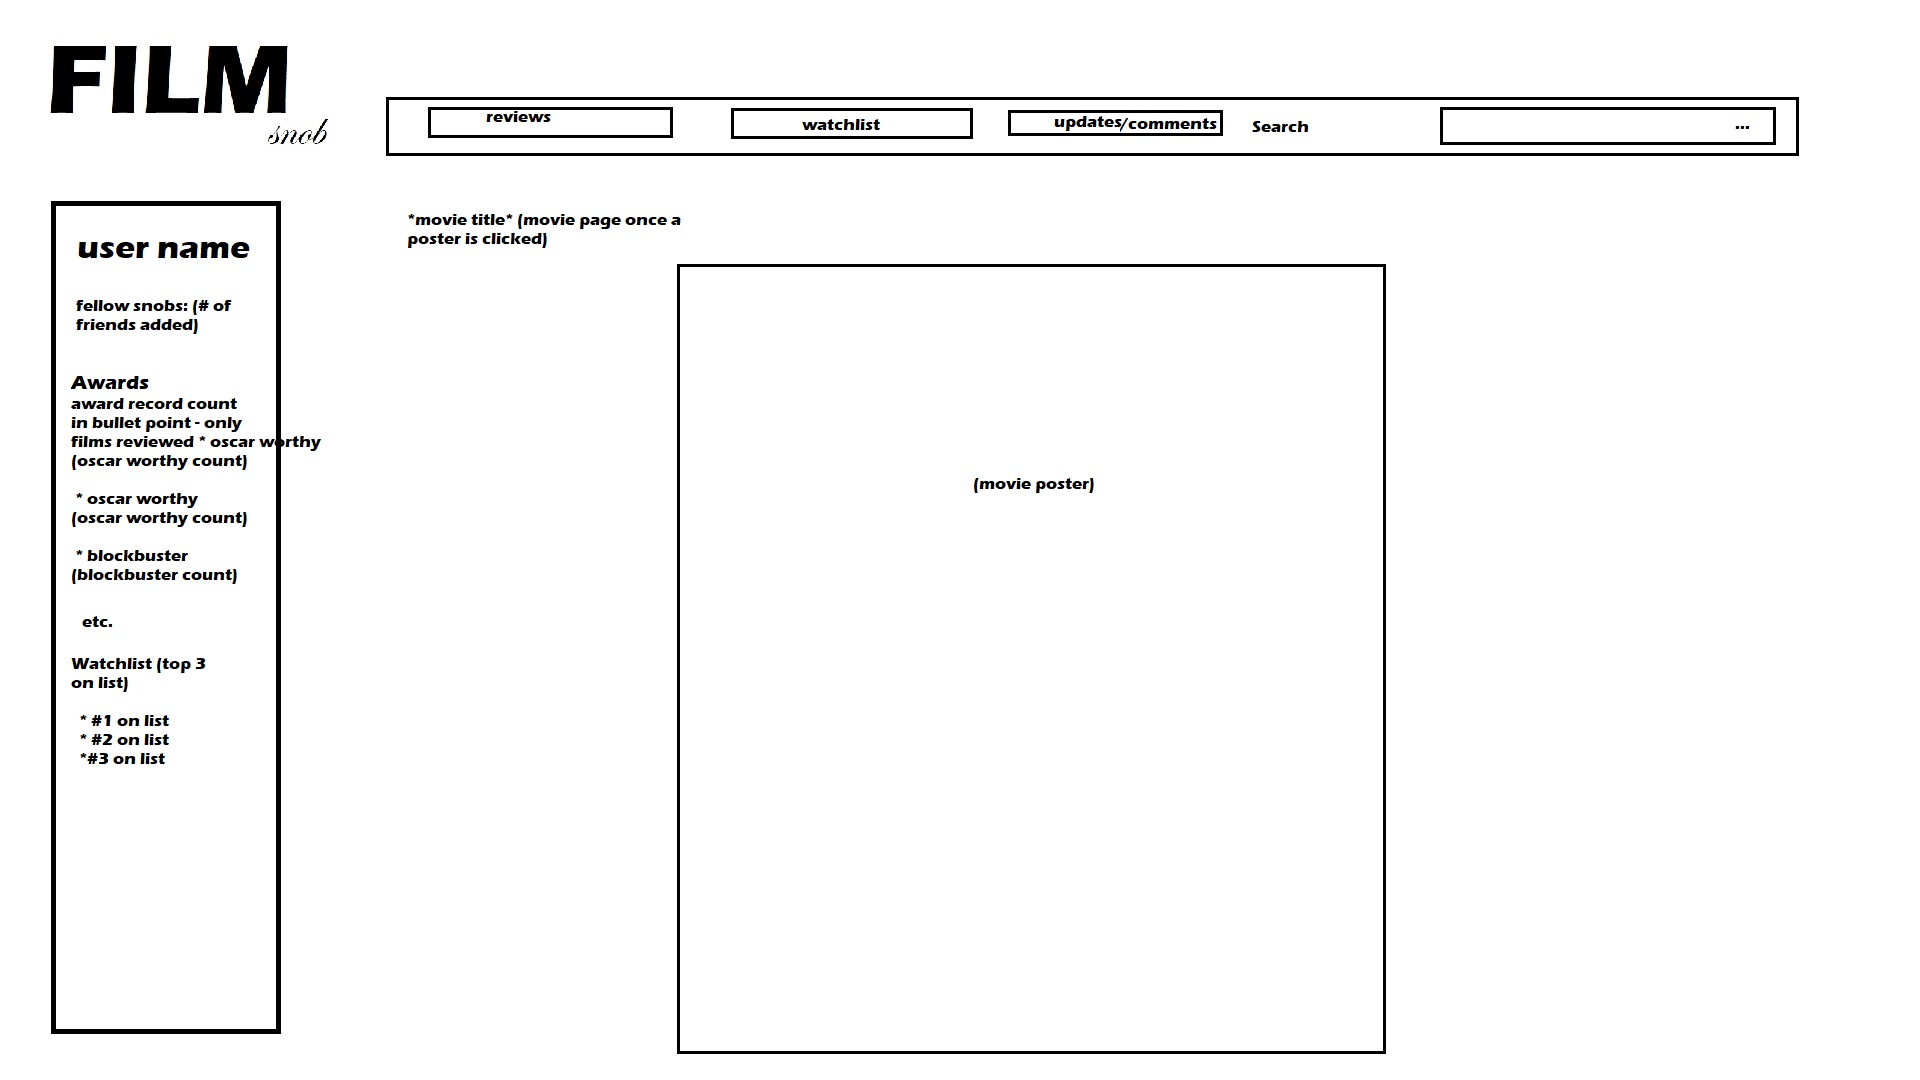 FILM
snob
reviews
watchlist
updates/comments
Search
...
user name
fellow snobs: (# of
friends added)
Awards
award record count
in bullet point - only
films reviewed * oscar worthy
(oscar worthy count)
* oscar worthy
(oscar worthy count)
* blockbuster
(blockbuster count)
etc.
Watchlist (top 3
on list)
* #1 on list
* #2 on list
*#3 on list
*movie title* (movie page once a
poster is clicked)
(movie poster)